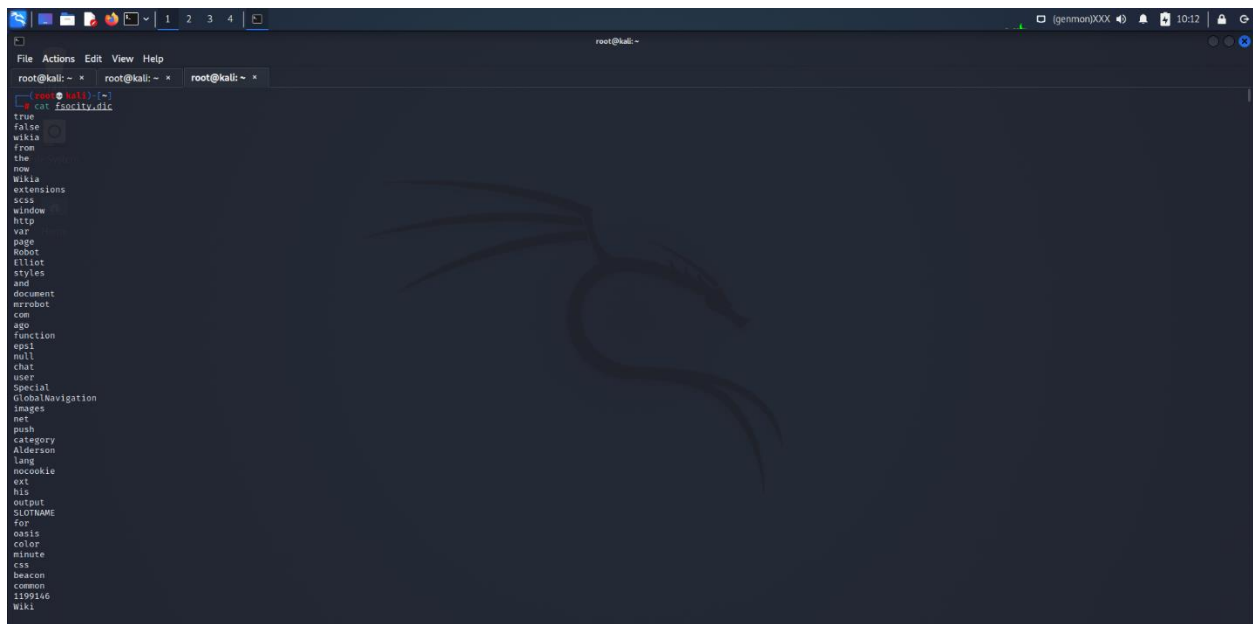 1 2 3 4 (genmon)XXX 10:12
root@kali: ~
File Actions Edit View Help
root@kali: ~ × root@kali: ~ × root@kali: ~ ×
┌──(root💀kali)-[~]
└─# cat fsocity.dic
true
false
wikia
from
the
now
Wikia
extensions
scss
window
http
var
page
Robot
Elliot
styles
and
document
mrrobot
com
ago
function
eps1
null
chat
user
Special
GlobalNavigation
images
net
push
category
Alderson
lang
nocookie
ext
his
output
SLOTNAME
for
oasis
color
minute
css
beacon
common
1199146
Wiki